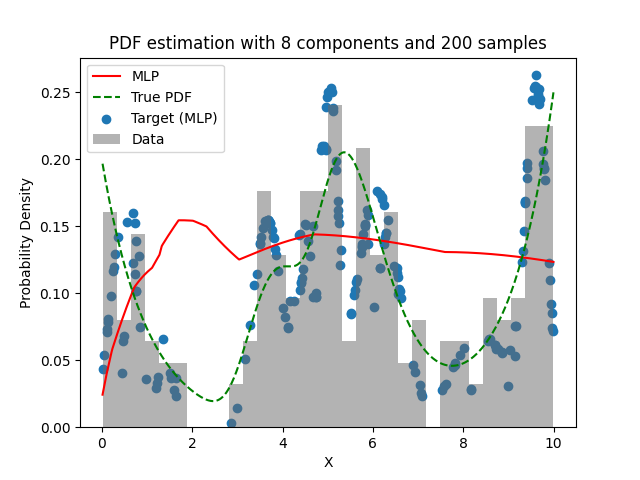 PDF estimation with 8 components and 200 samples
MLP
True PDF
Target (MLP)
Data
Probability Density
0.25
0.20
0.15
0.10
0.05
0.00
0 2 4 6 8 10
X